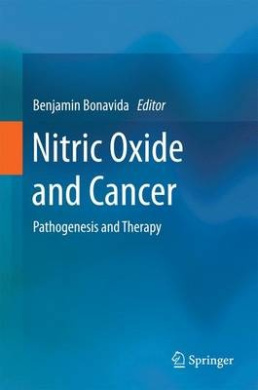 Benjamin Bonavida Editor
Nitric Oxide
and Cancer
Pathogenesis and Therapy
Springer